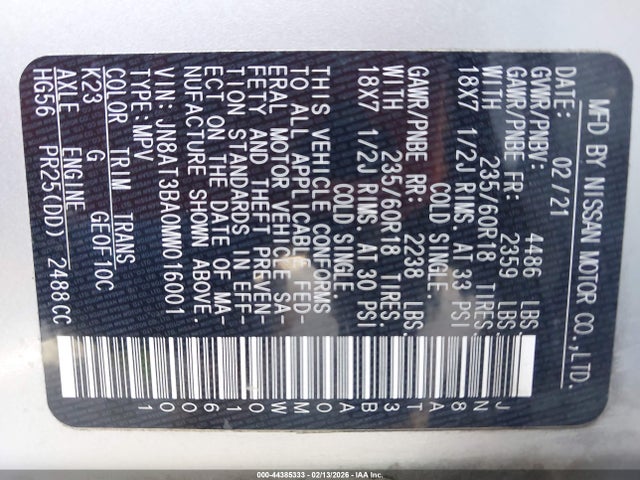 MFD BY NISSAN MOTOR CO.,LTD.
DATE: 02/21
GVWR/PNBV: 4486 LBS
GAWR/PNBE FR: 2359 LBS.
WITH 235/60R18 TIRES.
18X7 1/2J RIMS. AT 33 PSI
COLD SINGLE.
GAWR/PNBE RR: 2238 LBS.
WITH 235/60R18 TIRES:
18X7 1/2J RIMS. AT 30 PSI
COLD SINGLE.
THIS VEHICLE CONFORMS
TO ALL APPLICABLE FED-
ERAL MOTOR VEHICLE SA-
FETY AND THEFT PREVEN-
TION STANDARDS IN EFF-
ECT ON THE DATE OF MA-
NUFACTURE SHOWN ABOVE.
VIN: JN8AT3BA0MW016001
TYPE:MPV
COLOR TRIM TRANS
K23 G GE0F10C
AXLE ENGINE
HG56 PR25(DD) 2488CC
JN8AT3BA0MW016001
000-44385333 - 02/13/2026 - IAA Inc.